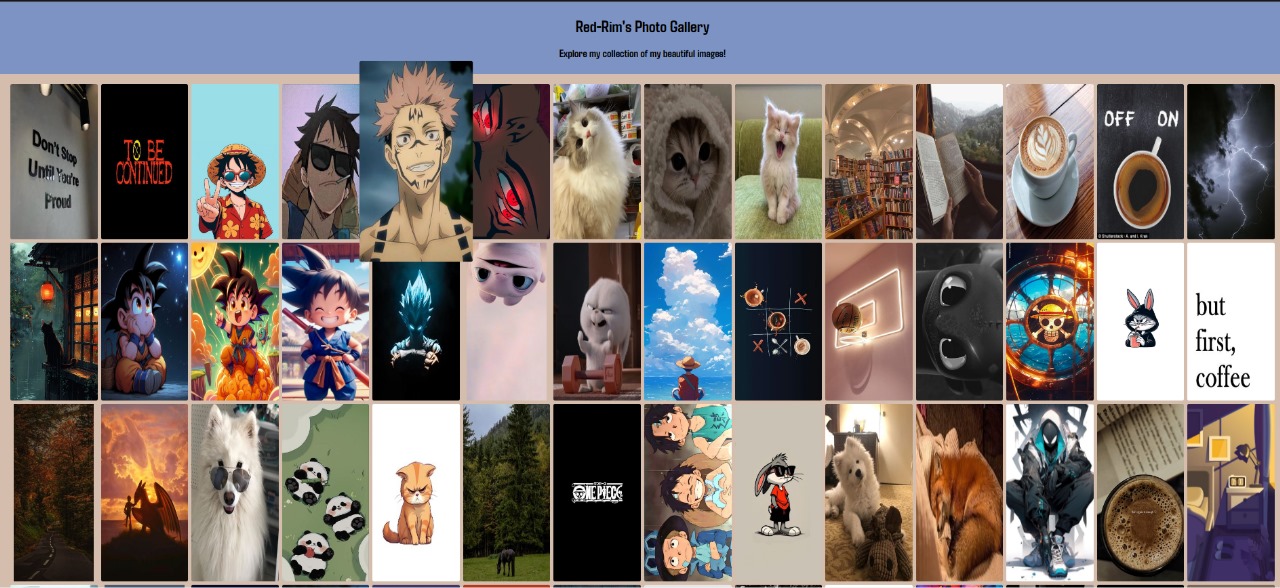 Red-Rim's Photo Gallery
Explore my collection of my beautiful images!
Don't Stop
Until You're
Proud
TO BE
CONTINUED
OFF ON
but
first,
coffee
ONE PIECE